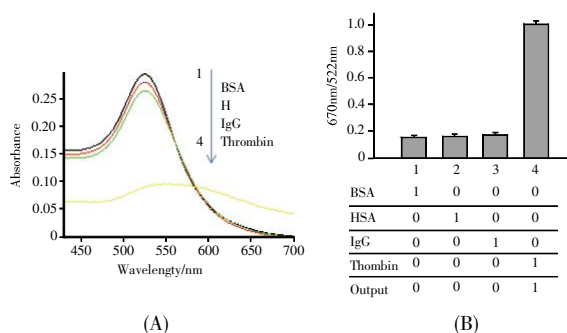 1
BSA
H
IgG
4 Thrombin
0.25
0.20
0.15
0.10
0.05
0
450 500 550 600 650 700
Absorbance
Wavelengty/nm
(A)
1.0
0.8
0.6
0.4
0.2
0
670nm/522nm
1 2 3 4
BSA 1 0 0 0
HSA 0 1 0 0
IgG 0 0 1 0
Thombin 0 0 0 1
Output 0 0 0 1
(B)